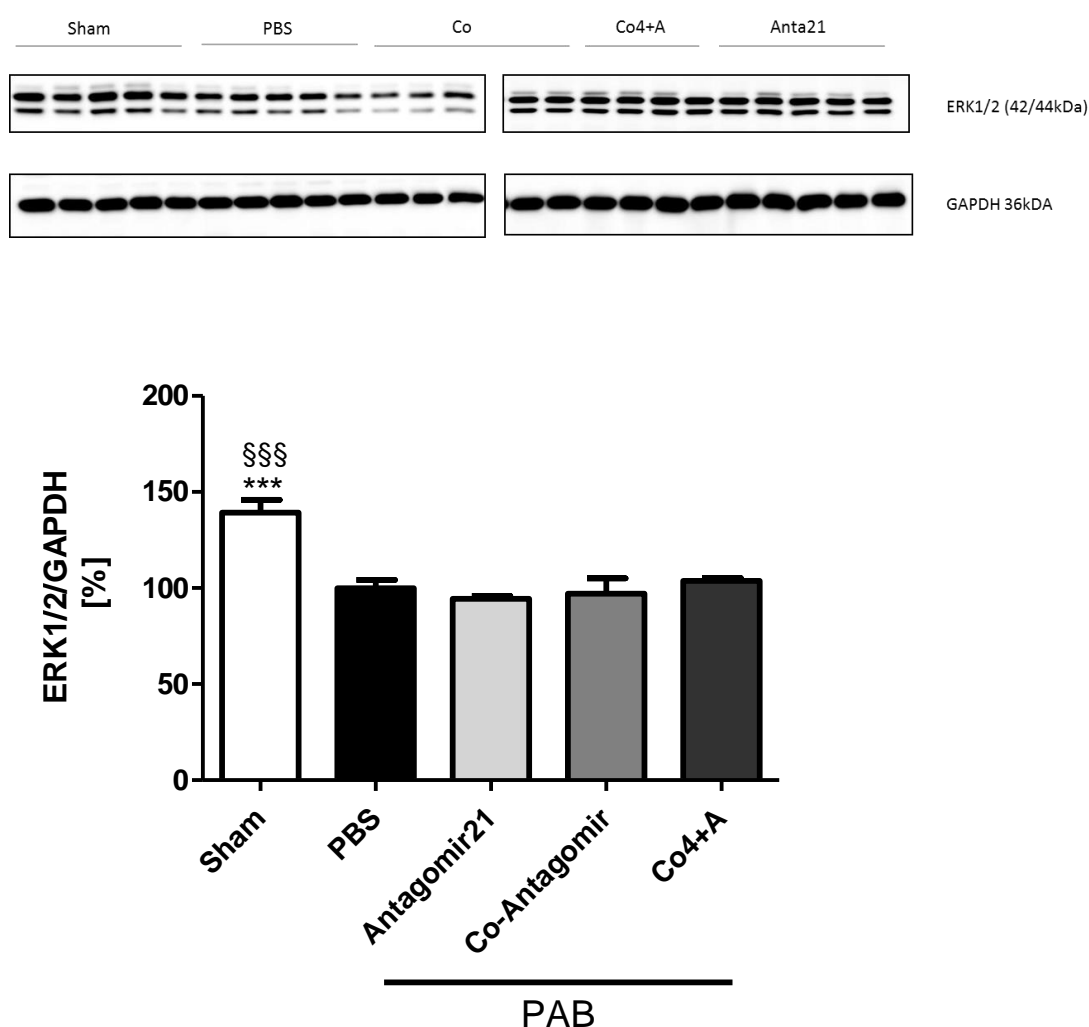 Sham PBS Co Co4+A Anta21
ERK1/2 (42/44kDa)
GAPDH 36kDA
200
§§§
***
150
100
50
0
ERK1/2/GAPDH
[%]
Sham PBS Antagomir21 Co-Antagomir Co4+A
PAB